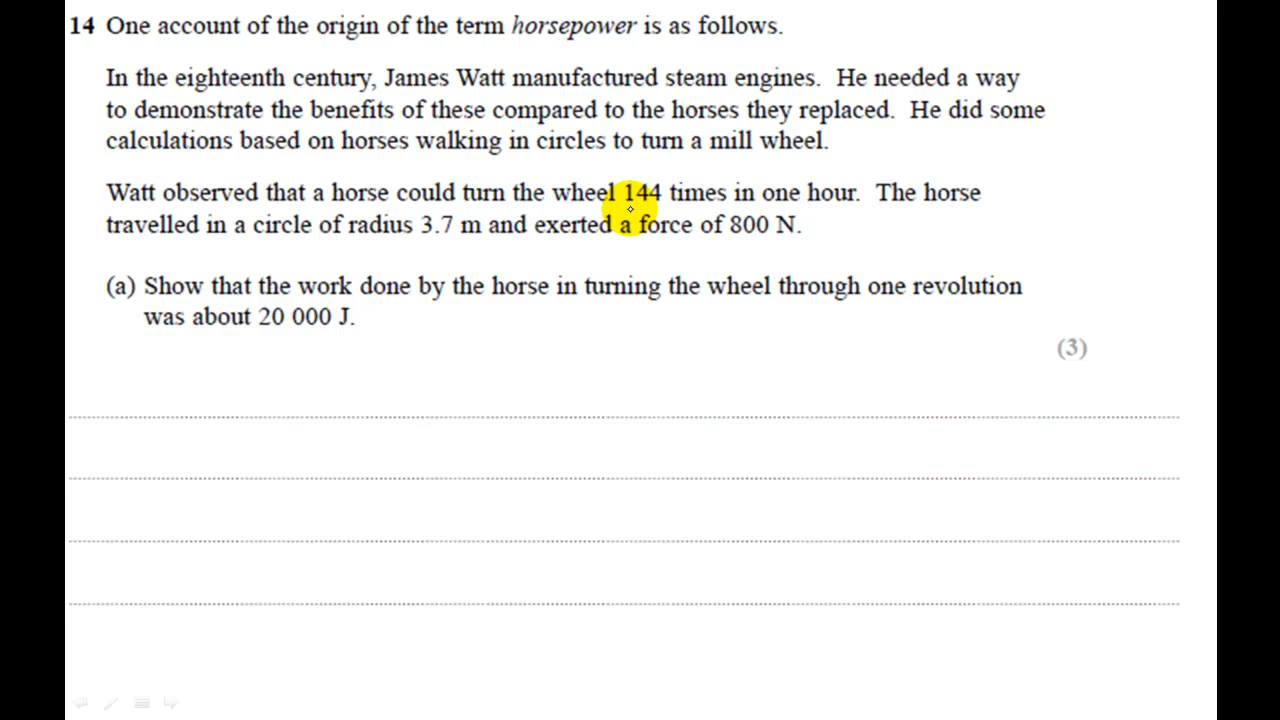 14 One account of the origin of the term horsepower is as follows.
In the eighteenth century, James Watt manufactured steam engines. He needed a way
to demonstrate the benefits of these compared to the horses they replaced. He did some
calculations based on horses walking in circles to turn a mill wheel.
Watt observed that a horse could turn the wheel 144 times in one hour. The horse
travelled in a circle of radius 3.7 m and exerted a force of 800 N.
(a) Show that the work done by the horse in turning the wheel through one revolution
was about 20 000 J.
(3)